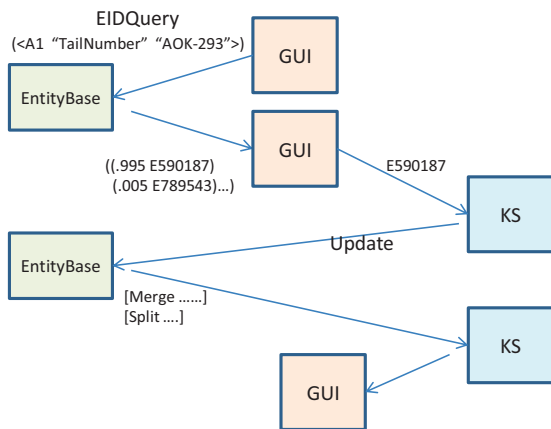 EIDQuery
(<A1 “TailNumber” “AOK-293”>)
GUI
EntityBase
GUI
((.995 E590187)
(.005 E789543)...)
E590187
KS
Update
EntityBase
[Merge ......]
[Split ....]
KS
GUI